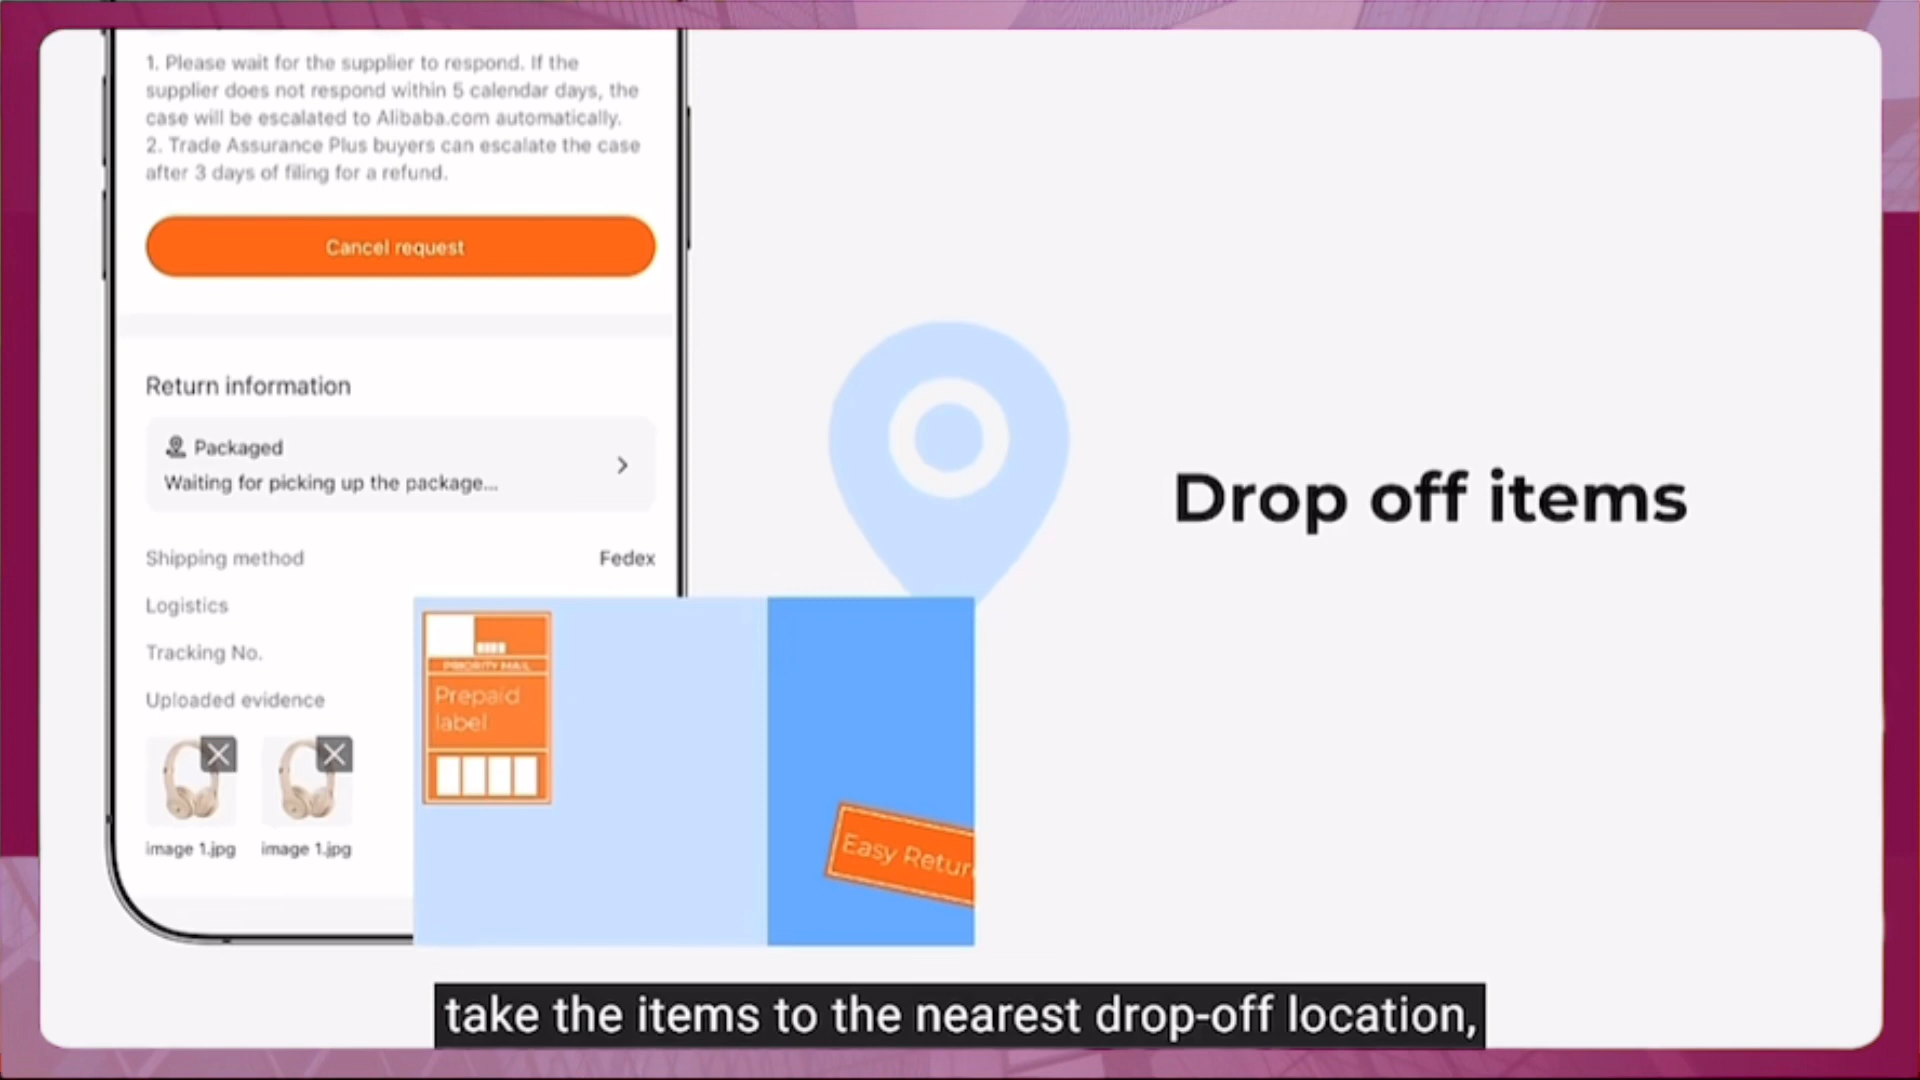 1. Please wait for the supplier to respond. If the
supplier does not respond within 5 calendar days, the
case will be escalated to Alibaba.com automatically.
2. Trade Assurance Plus buyers can escalate the case
after 3 days of filing for a refund.
Cancel request
Return information
Packaged
Waiting for picking up the package...
Shipping method Fedex
Logistics
Tracking No.
Uploaded evidence
image 1.jpg image 1.jpg
PRIORITY MAIL
Prepaid
label
Easy Retur
Drop off items
take the items to the nearest drop-off location,